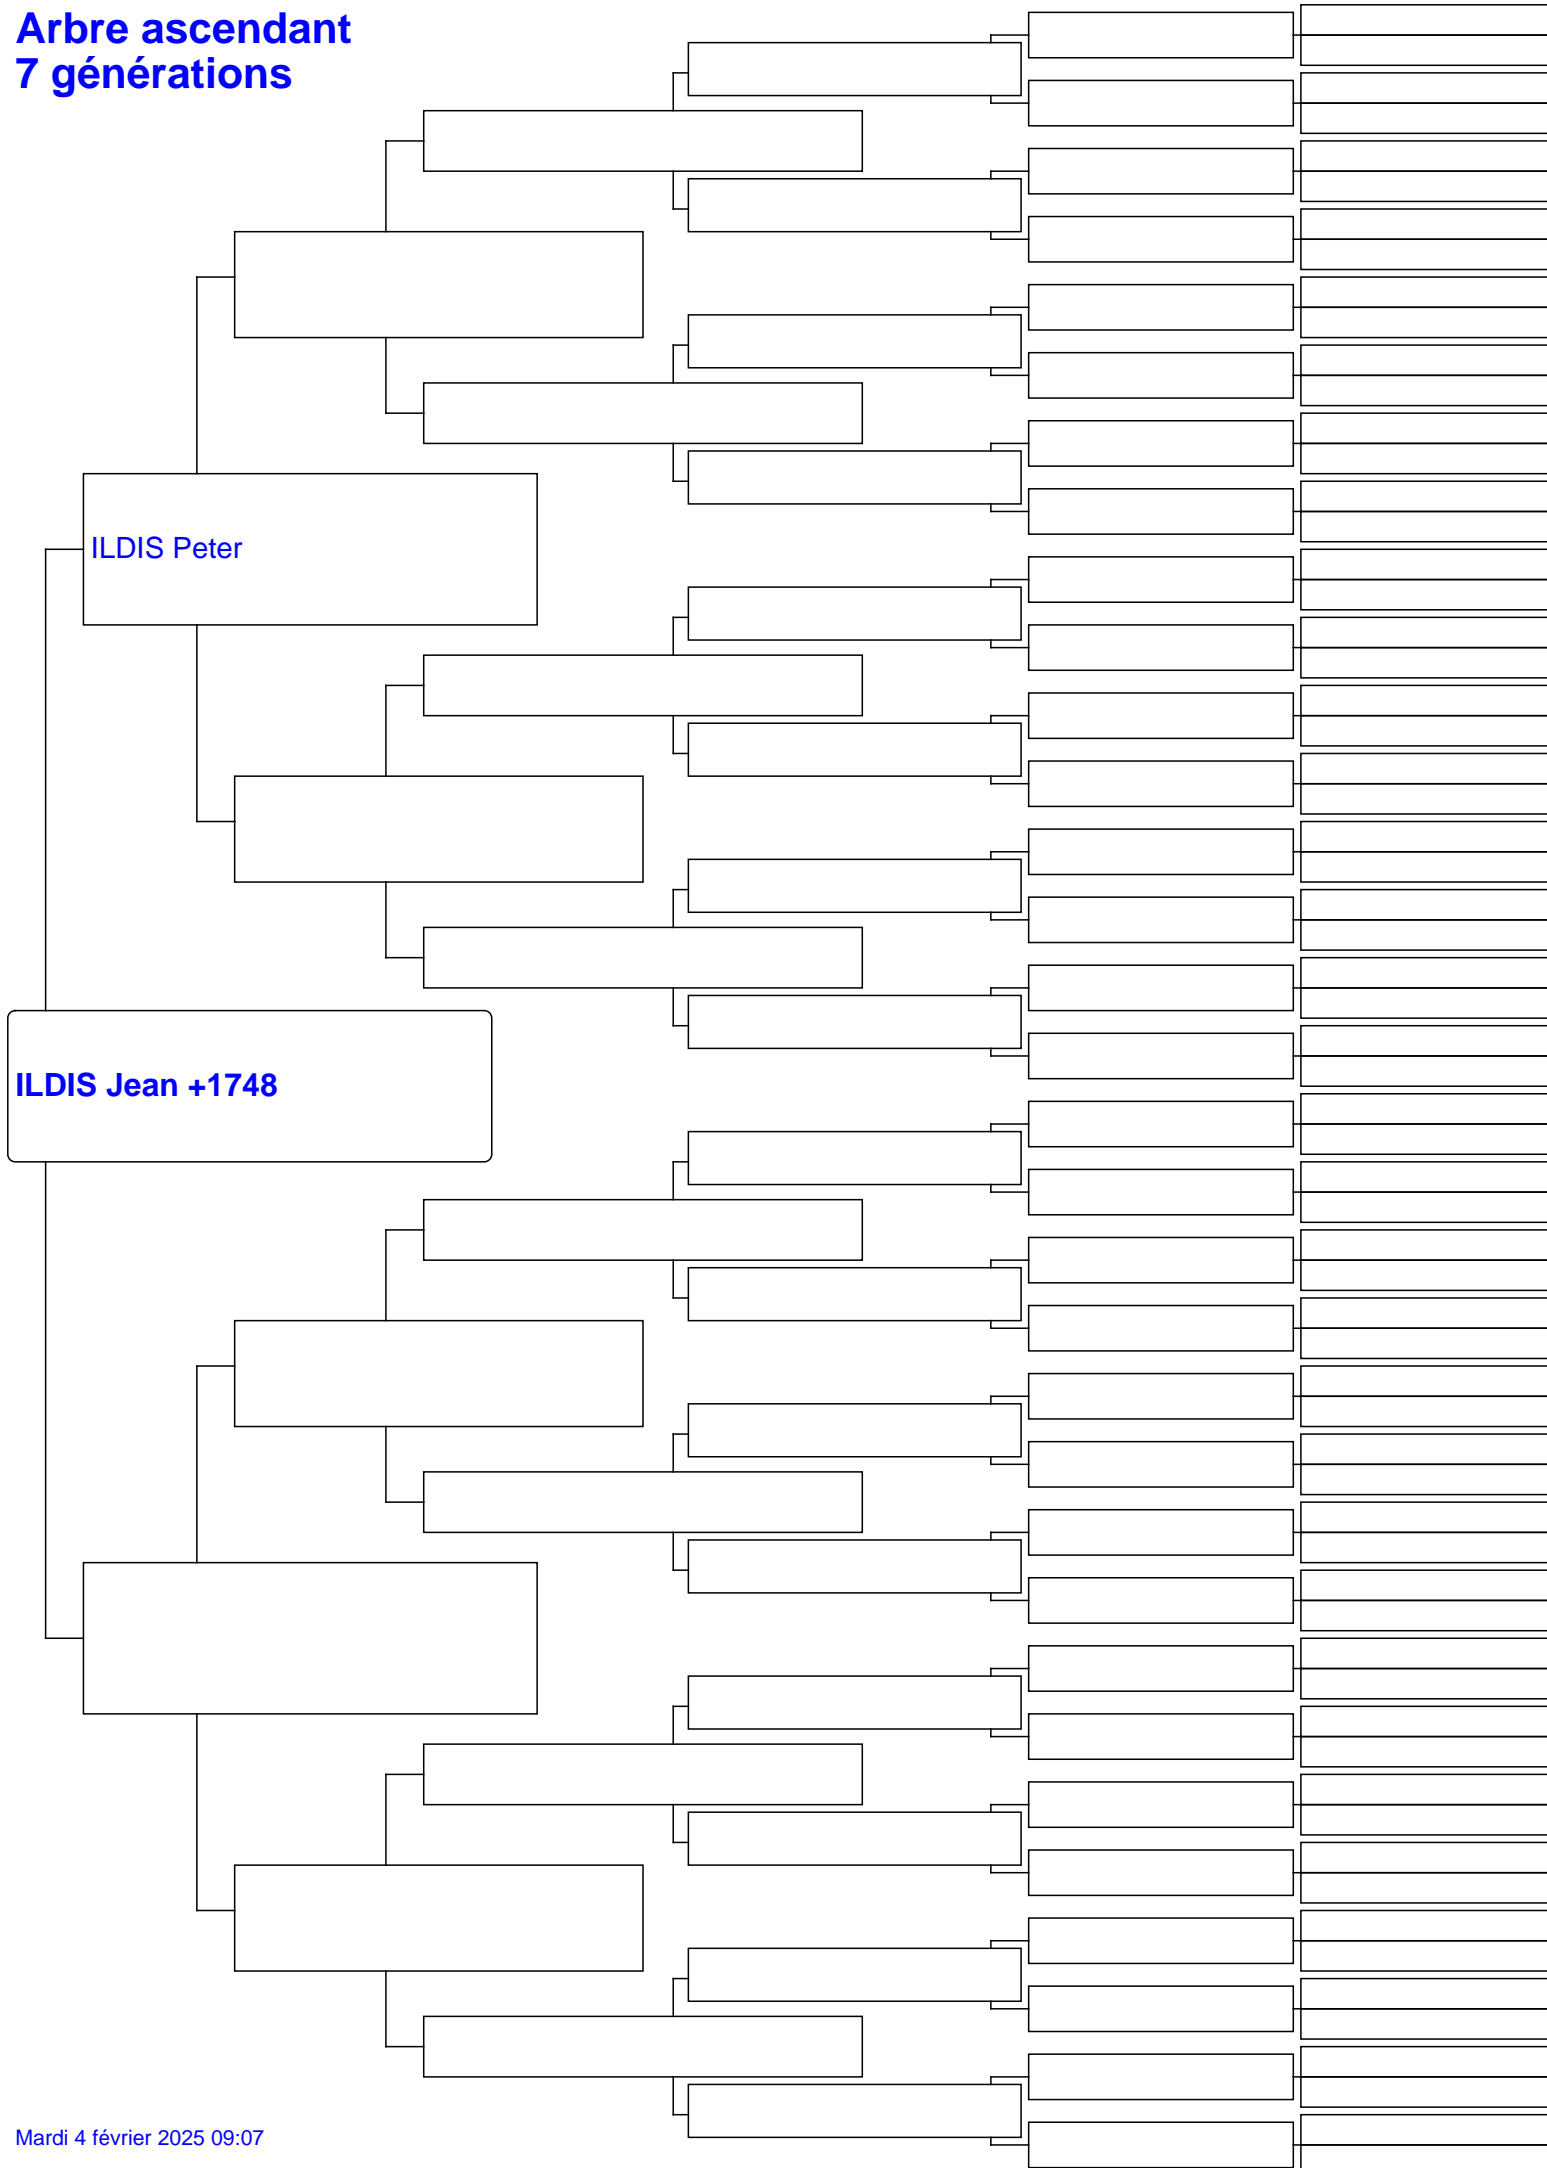 Arbre ascendant
7 générations
ILDIS Peter
ILDIS Jean +1748
Mardi 4 février 2025 09:07